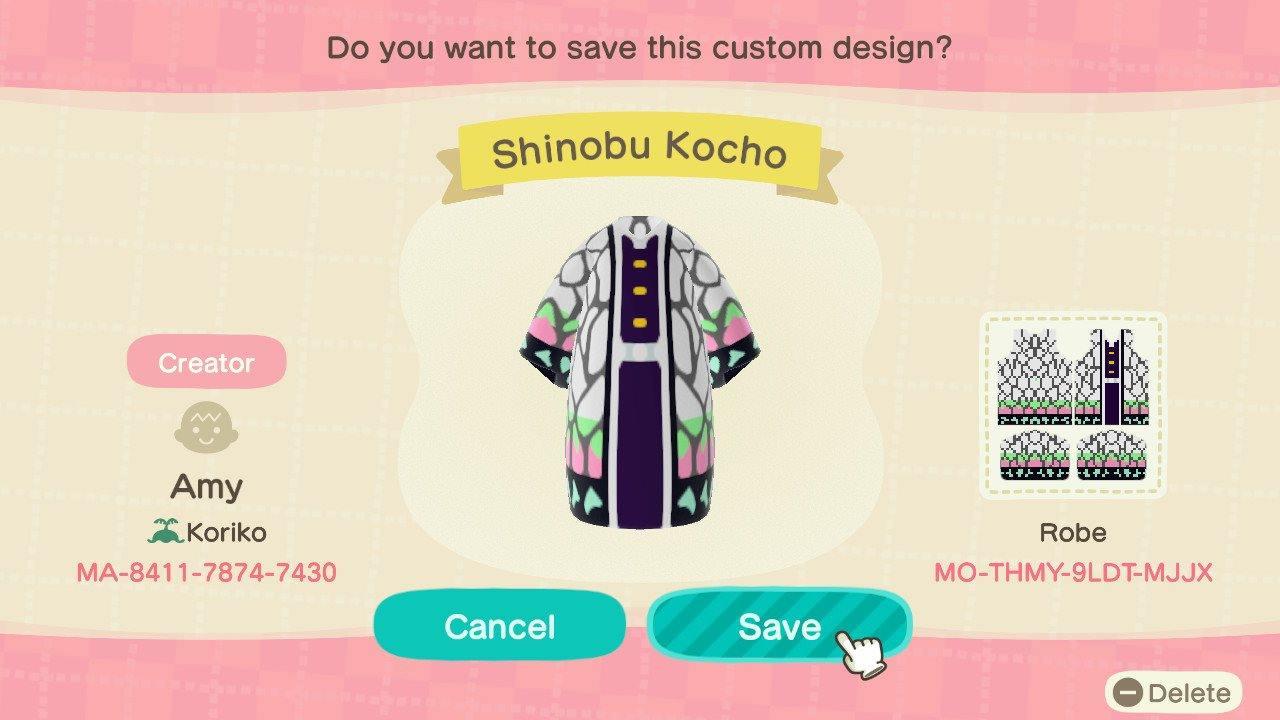 Do you want to save this custom design?
Shinobu Kocho
Creator
Amy
Koriko
MA-8411-7874-7430
Robe
MO-THMY-9LDT-MJJX
Cancel
Save
Delete